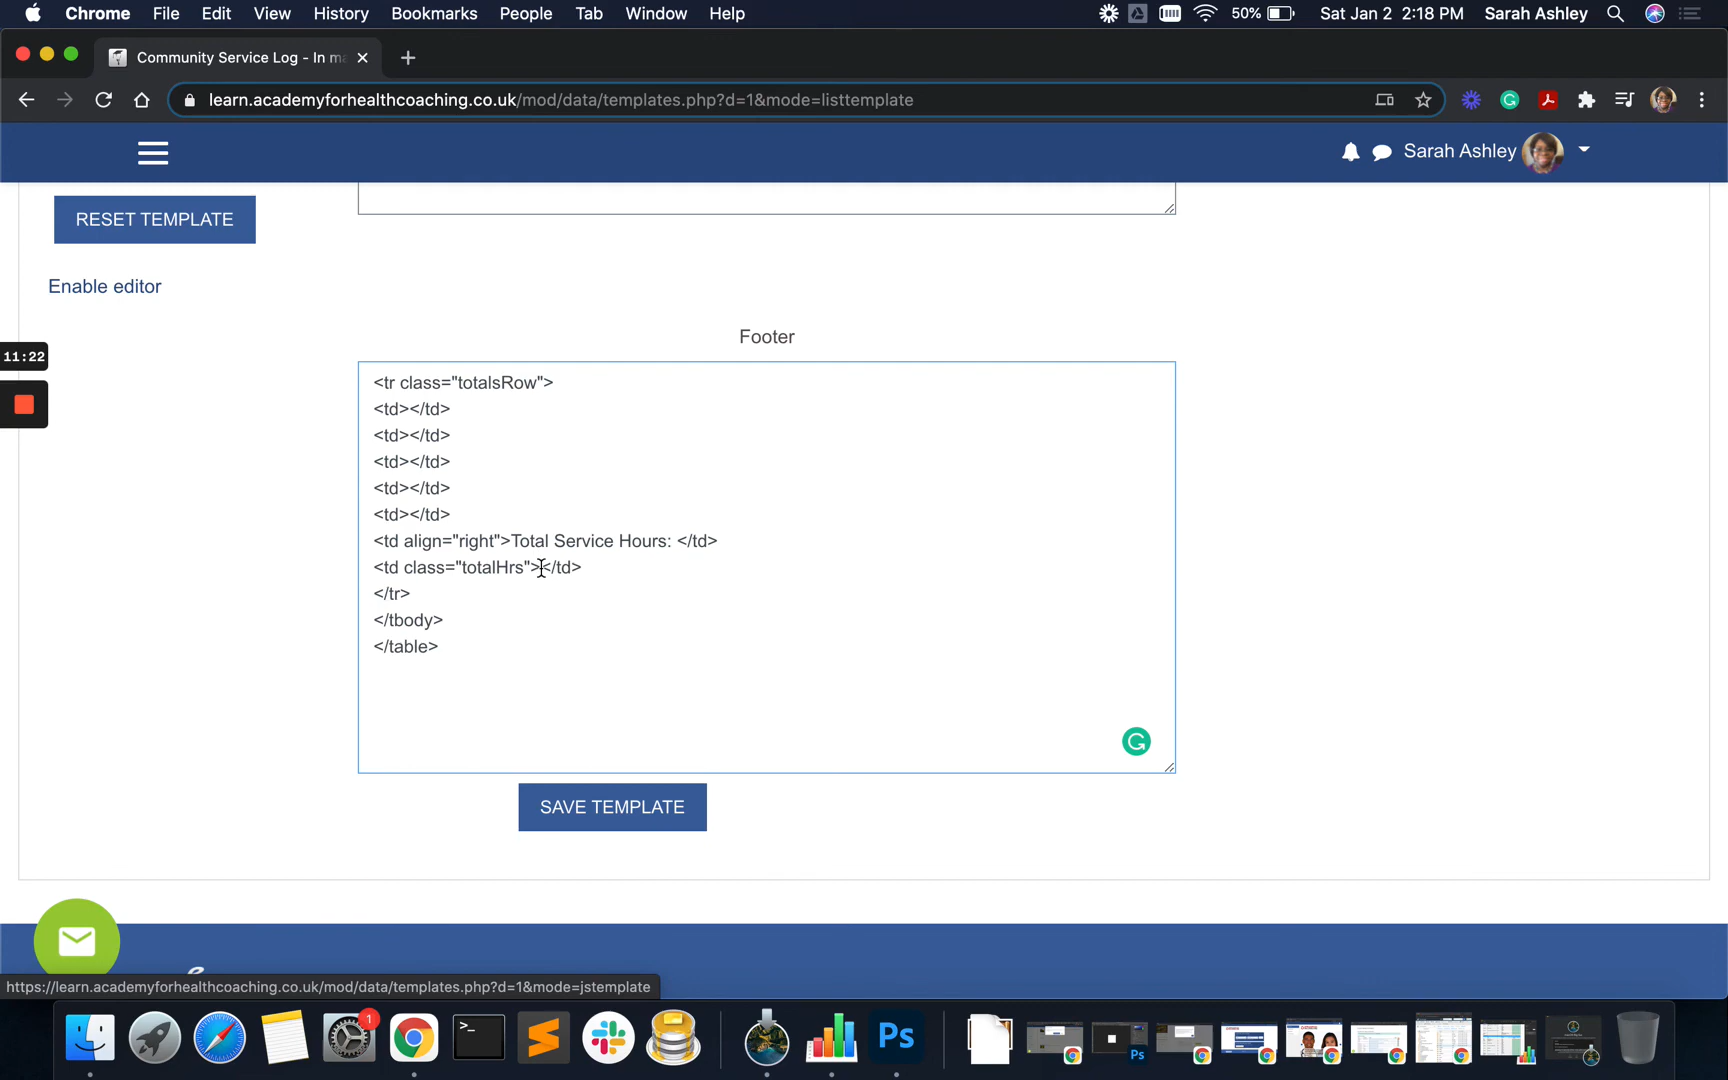 Chrome File Edit View History Bookmarks People Tab Window Help 50% Sat Jan 2 2:18 PM Sarah Ashley
Community Service Log - In ma
learn.academyforhealthcoaching.co.uk/mod/data/templates.php?d=1&mode=listtemplate
Sarah Ashley
RESET TEMPLATE
Enable editor
Footer
11:22
<tr class="totalsRow">
<td></td>
<td></td>
<td></td>
<td></td>
<td></td>
<td align="right">Total Service Hours: </td>
<td class="totalHrs"></td>
</tr>
</tbody>
</table>
SAVE TEMPLATE
https://learn.academyforhealthcoaching.co.uk/mod/data/templates.php?d=1&mode=jstemplate
1
Ps
Ps